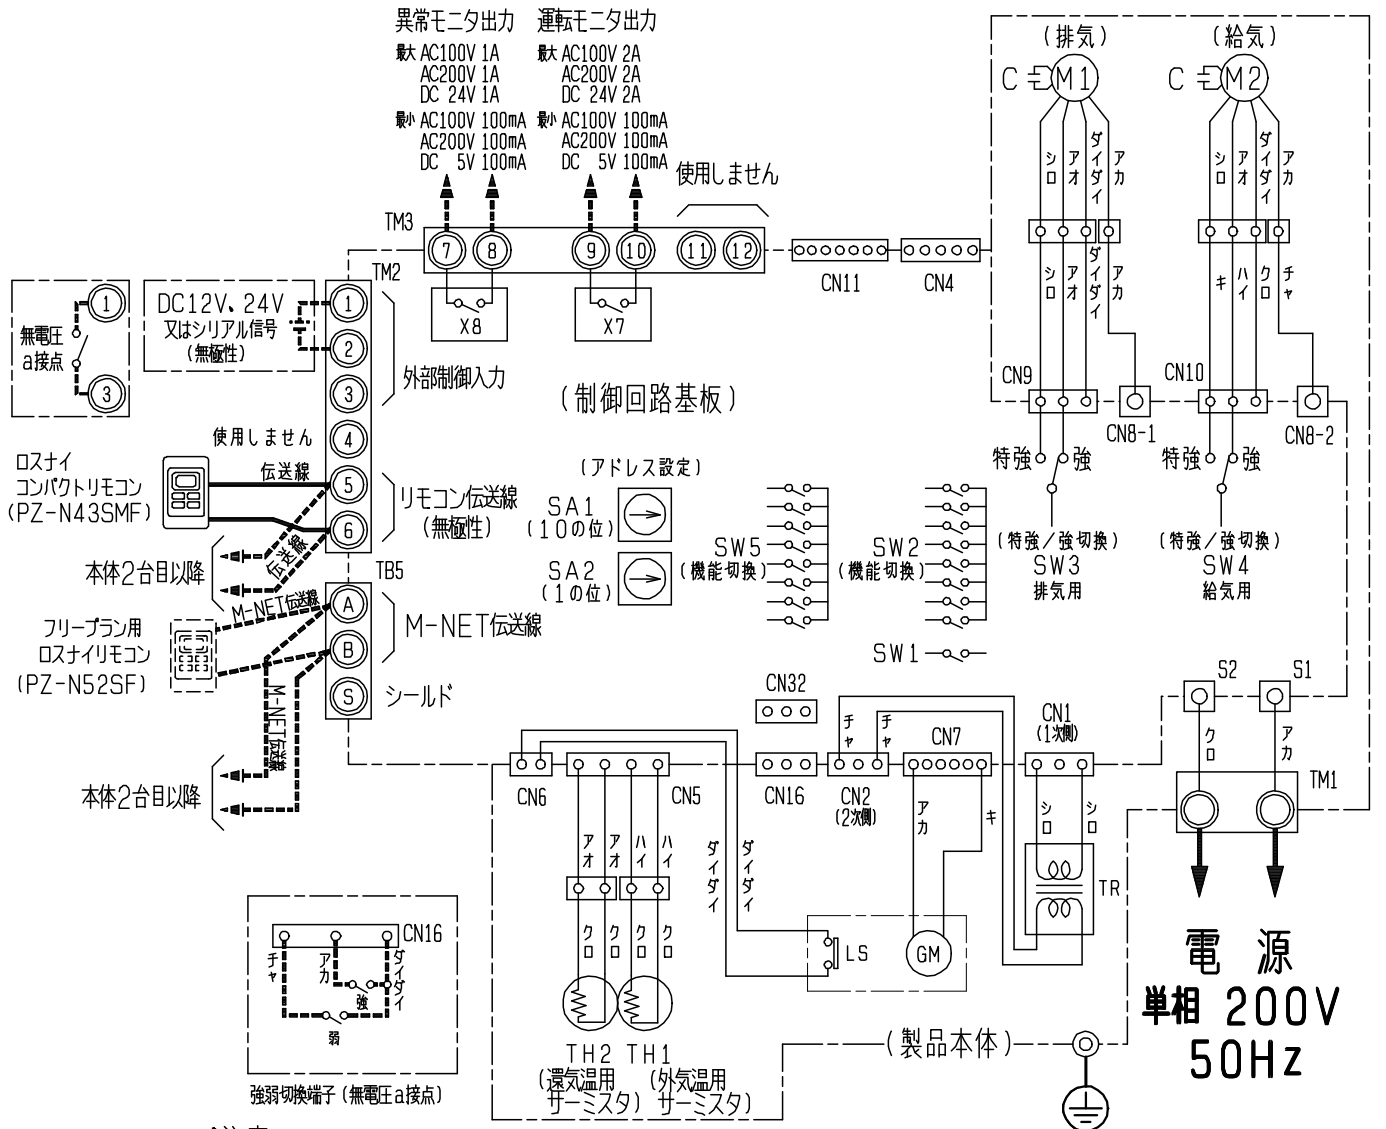 異常モニタ出力
最大 AC100V 1A
AC200V 1A
DC 24V 1A
最小 AC100V 100mA
AC200V 100mA
DC 5V 100mA
運転モニタ出力
最大 AC100V 2A
AC200V 2A
DC 24V 2A
最小 AC100V 100mA
AC200V 100mA
DC 5V 100mA
使用しません
TM3
7
8
9
10
11
12
X8
X7
CN11
CN4
(排気)
C
M1
シロ
アオ
ダイダイ
アカ
シロ
アオ
ダイダイ
アカ
CN9
CN8-1
特強
強
(特強/強切換)
SW3
排気用
(給気)
C
M2
シロ
アオ
ダイダイ
アカ
キ
ハイ
クロ
チャ
CN10
CN8-2
特強
強
(特強/強切換)
SW4
給気用
1
無電圧
a接点
3
DC12V、24V
又はシリアル信号
(無極性)
TM2
1
2
3
4
5
6
外部制御入力
使用しません
伝送線
リモコン伝送線
(無極性)
ロスナイ
コンパクトリモコン
(PZ-N43SMF)
本体2台目以降
伝送線
TB5
A
B
S
M-NET伝送線
M-NET伝送線
シールド
フリープラン用
ロスナイリモコン
(PZ-N52SF)
M-NET伝送線
本体2台目以降
(制御回路基板)
(アドレス設定)
SA1
(10の位)
SA2
(1の位)
SW5
(機能切換)
SW2
(機能切換)
SW1
CN32
CN6
CN5
CN16
CN2
(2次側)
チャ
チャ
CN7
CN1
(1次側)
アオ
アオ
ハイ
ハイ
クロ
クロ
クロ
クロ
TH2
(還気温用
サーミスタ)
TH1
(外気温用
サーミスタ)
ダイダイ
ダイダイ
アカ
キ
LS
GM
シロ
シロ
TR
S2
S1
クロ
アカ
TM1
電源
単相 200V
50Hz
(製品本体)
CN16
チャ
アカ
ダイダイ
強
弱
強弱切換端子(無電圧a接点)